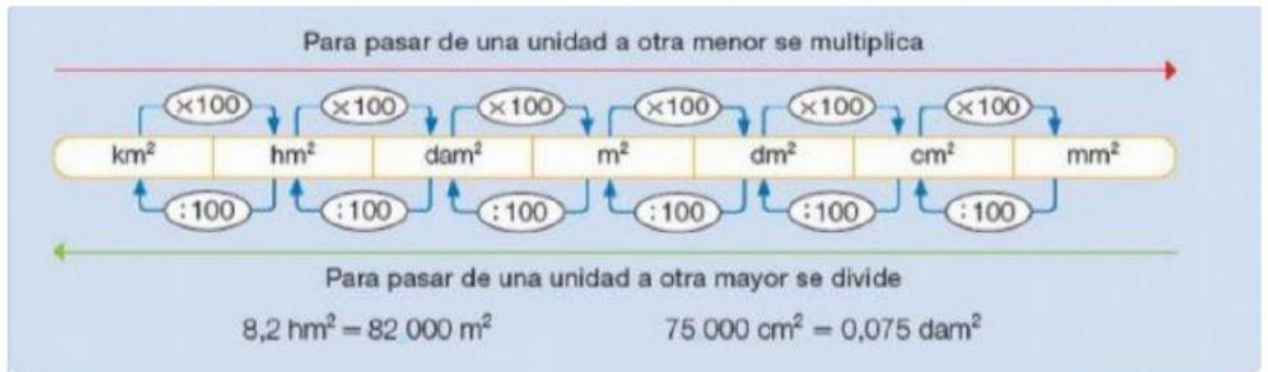 Para pasar de una unidad a otra menor se multiplica
×100 ×100 ×100 ×100 ×100 ×100
km² hm² dam² m² dm² cm² mm²
:100 :100 :100 :100 :100 :100
Para pasar de una unidad a otra mayor se divide
8,2 hm² = 82 000 m² 75 000 cm² = 0,075 dam²